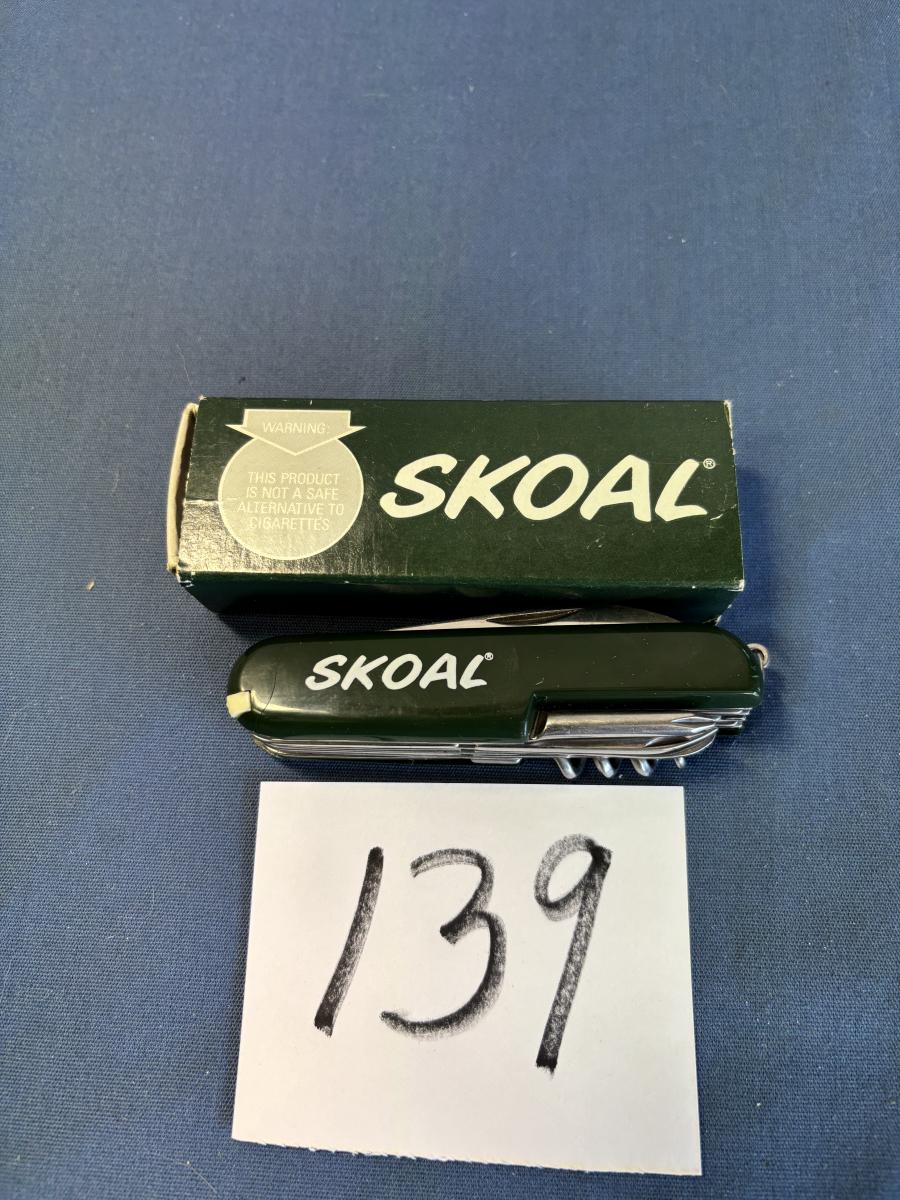 WARNING:
THIS PRODUCT
IS NOT A SAFE
ALTERNATIVE TO
CIGARETTES
SKOAL®
SKOAL®
139